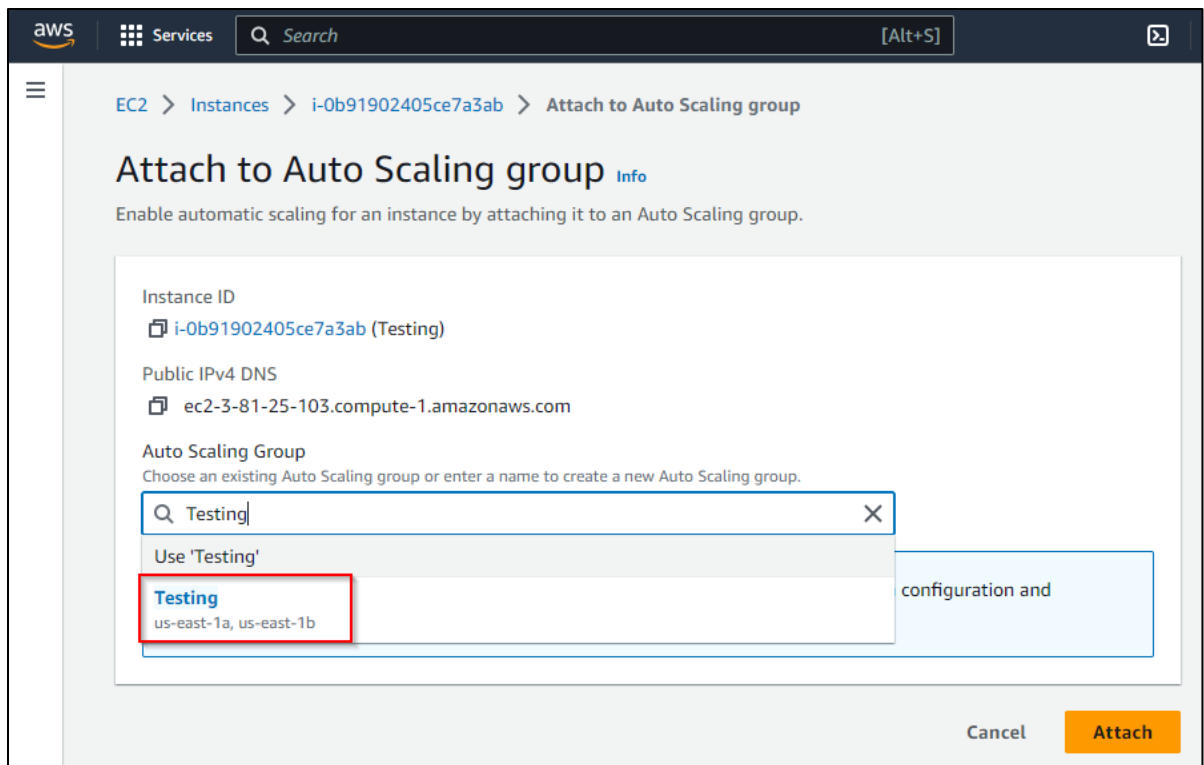 aws
Services
Search
[Alt+S]
EC2 > Instances > i-0b91902405ce7a3ab > Attach to Auto Scaling group
Attach to Auto Scaling group Info
Enable automatic scaling for an instance by attaching it to an Auto Scaling group.
Instance ID
i-0b91902405ce7a3ab (Testing)
Public IPv4 DNS
ec2-3-81-25-103.compute-1.amazonaws.com
Auto Scaling Group
Choose an existing Auto Scaling group or enter a name to create a new Auto Scaling group.
Testing
Use 'Testing'
configuration and
Testing
us-east-1a, us-east-1b
Cancel
Attach